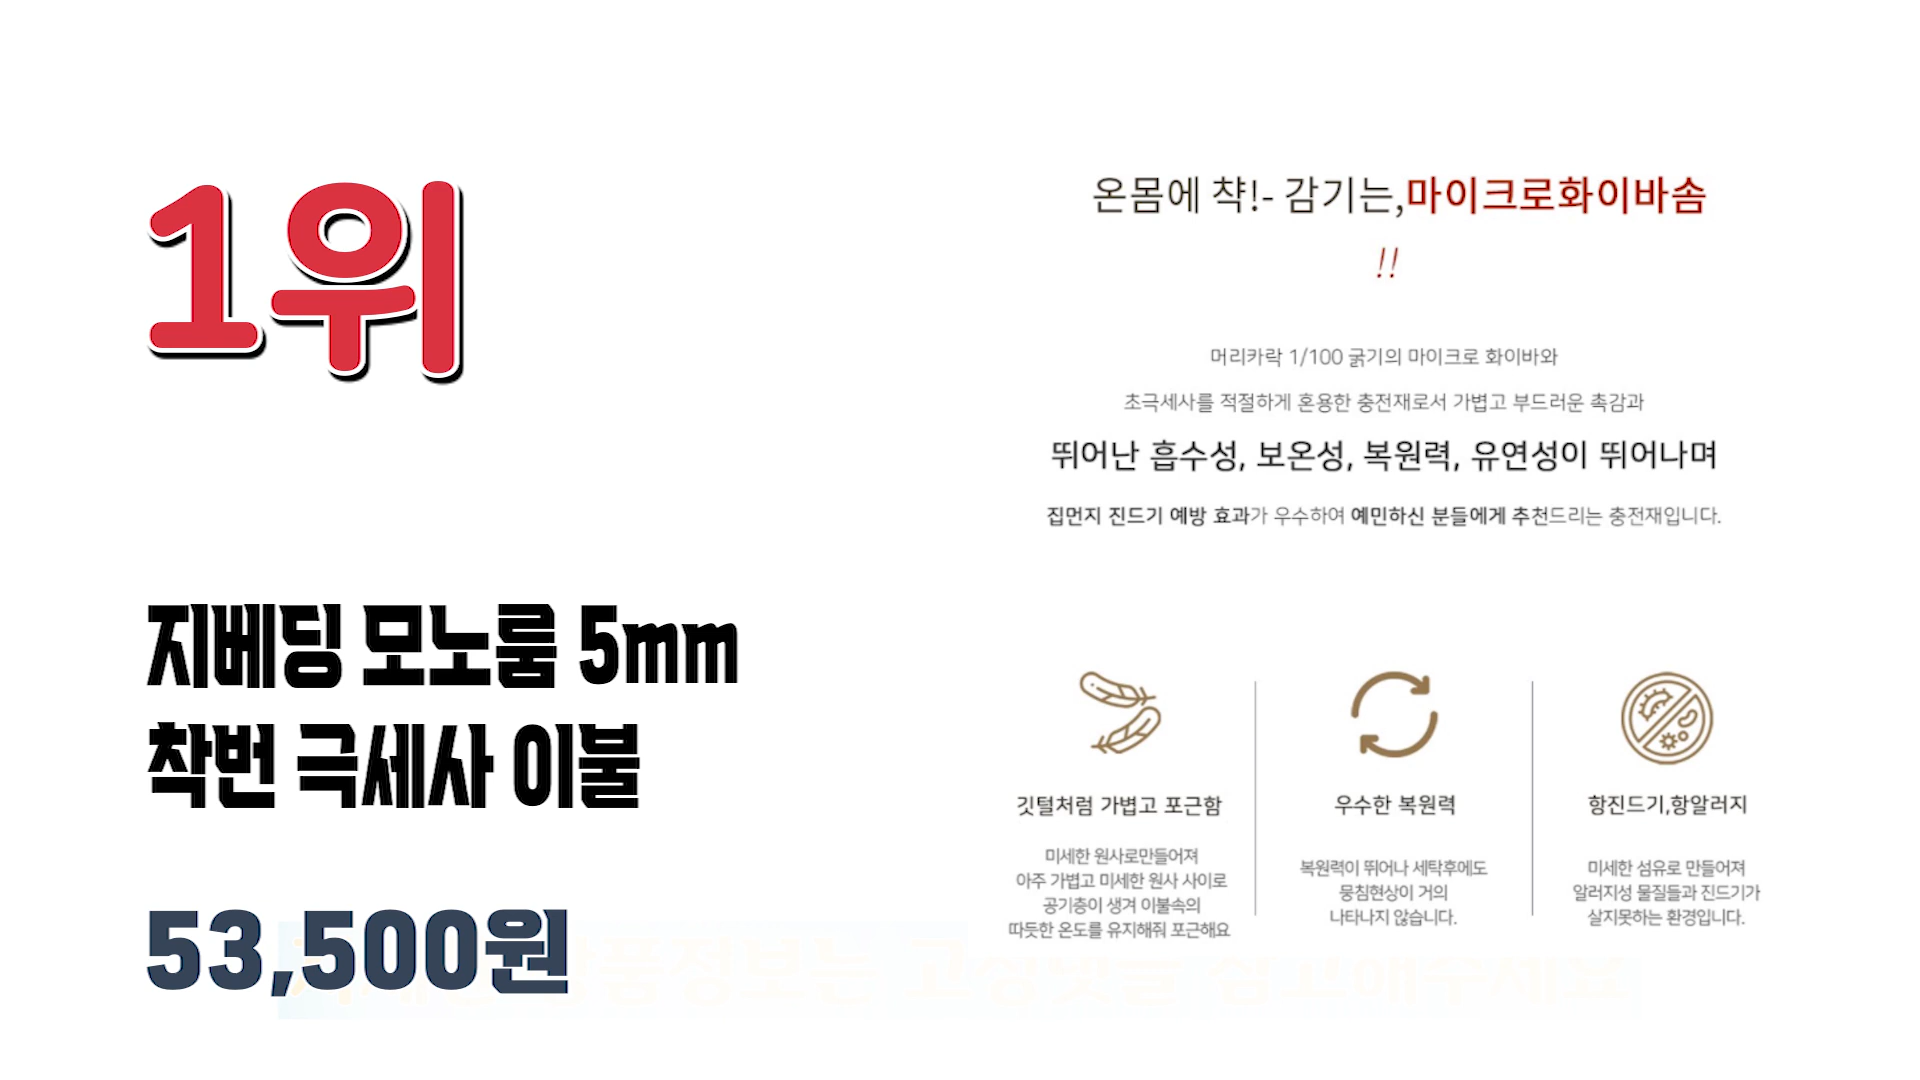 1위
지베딩 모노룸 5mm
착번 극세사 이불
53,500원
온몸에 챡!- 감기는,마이크로화이바솜
!!
머리카락 1/100 굵기의 마이크로 화이바와
초극세사를 적절하게 혼용한 충전재로서 가볍고 부드러운 촉감과
뛰어난 흡수성, 보온성, 복원력, 유연성이 뛰어나며
집먼지 진드기 예방 효과가 우수하여 예민하신 분들에게 추천드리는 충전재입니다.
깃털처럼 가볍고 포근함
미세한 원사로만들어져
아주 가볍고 미세한 원사 사이로
공기층이 생겨 이불속의
따듯한 온도를 유지해줘 포근해요
우수한 복원력
복원력이 뛰어나 세탁후에도
뭉침현상이 거의
나타나지 않습니다.
항진드기,항알러지
미세한 섬유로 만들어져
알러지성 물질들과 진드기가
살지못하는 환경입니다.